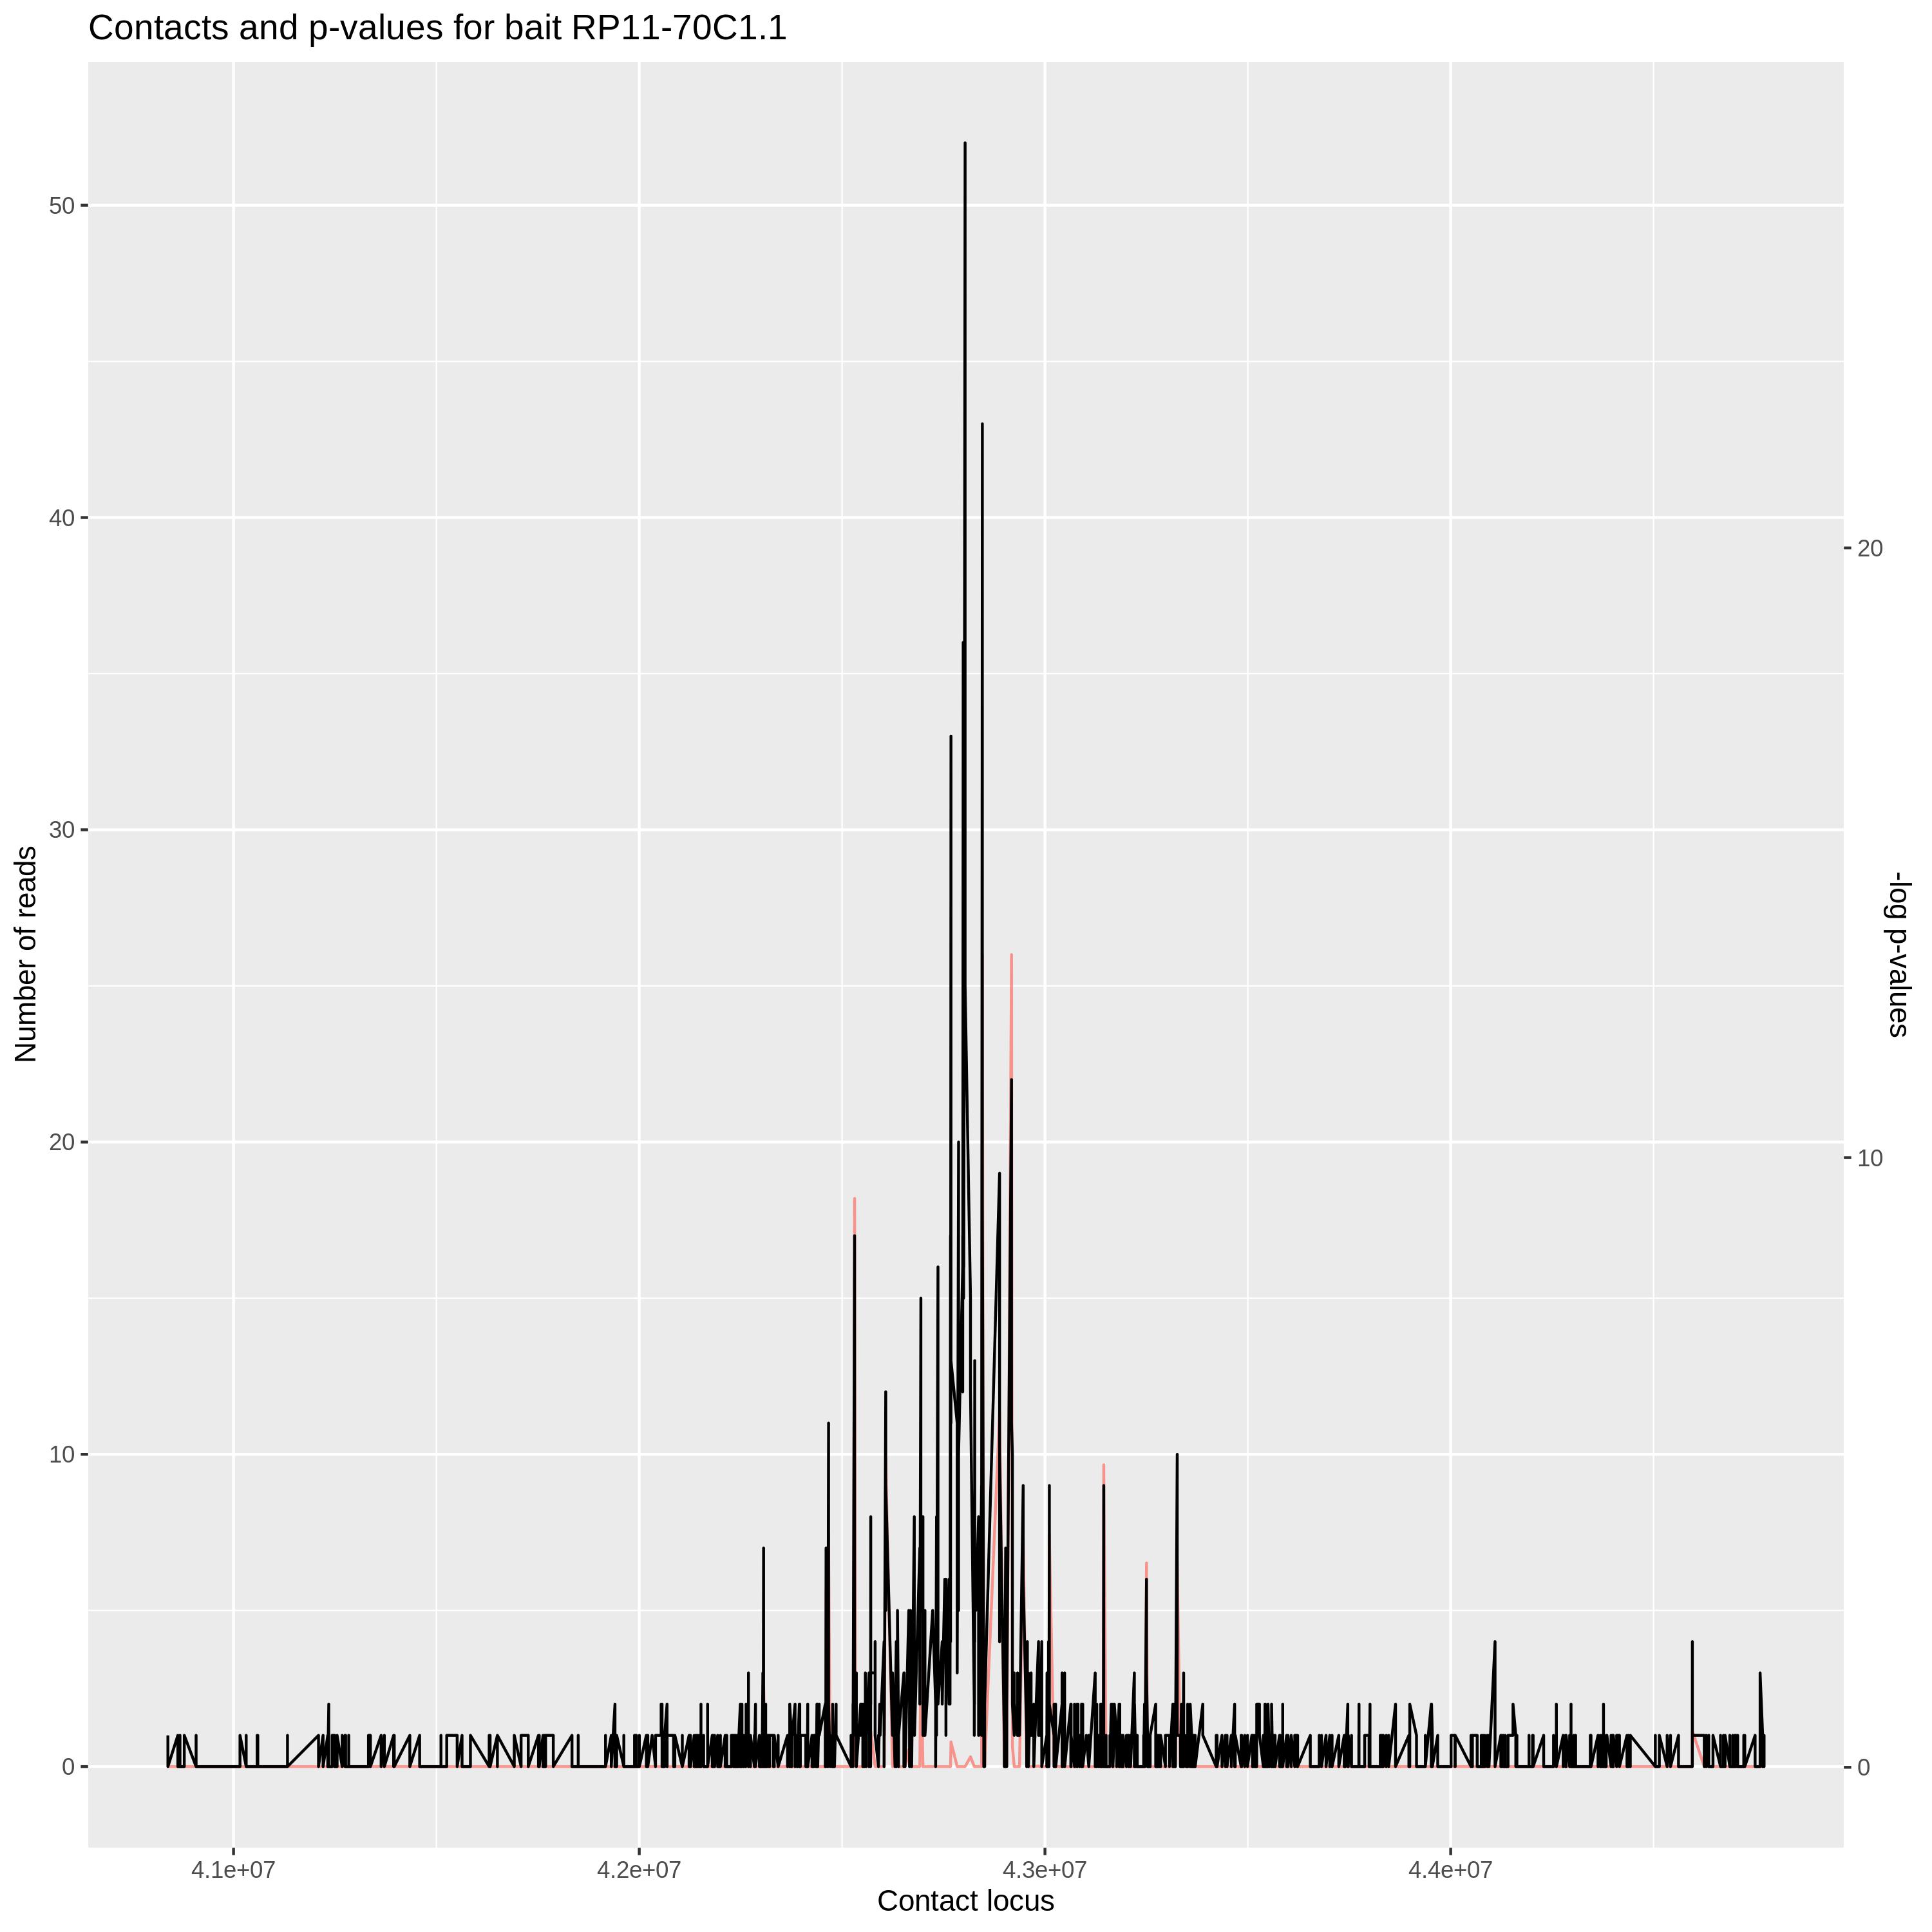 Contacts and p-values for bait RP11-70C1.1
50
40
30
20
10
0
Number of reads
20
10
0
-log p-values
4.1e+07
4.2e+07
4.3e+07
4.4e+07
Contact locus